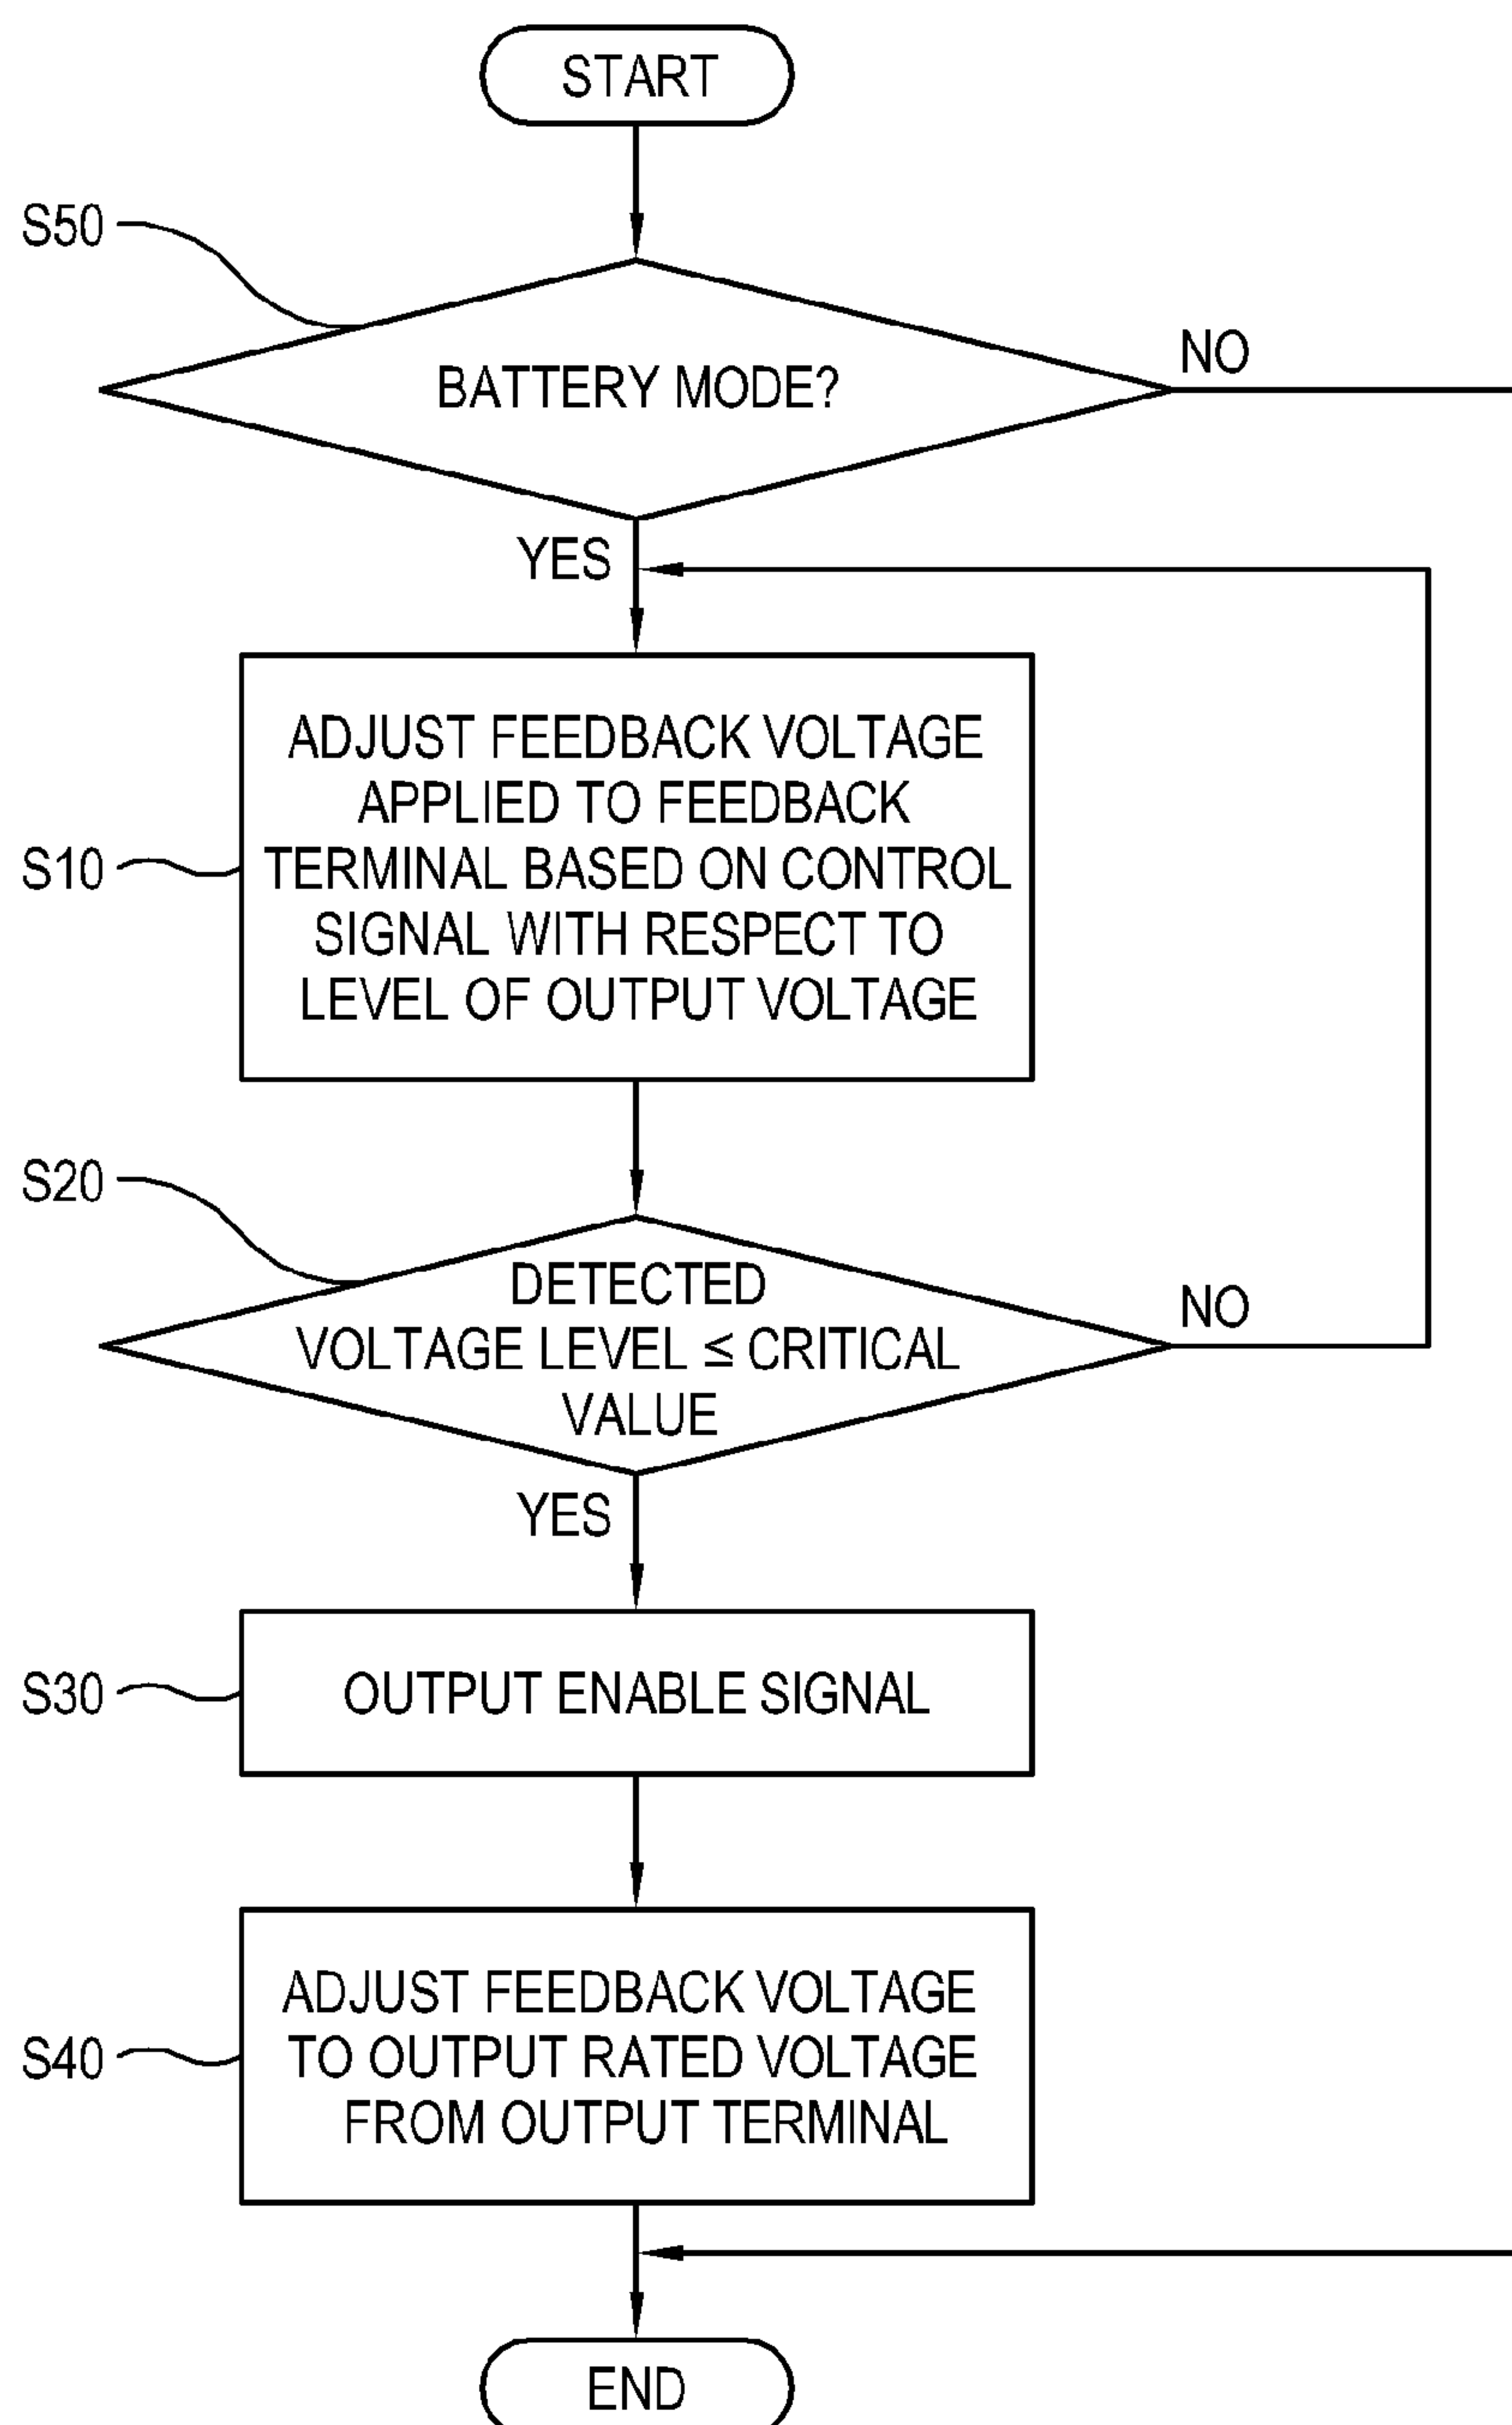 START
S50
BATTERY MODE?
NO
YES
S10
ADJUST FEEDBACK VOLTAGE
APPLIED TO FEEDBACK
TERMINAL BASED ON CONTROL
SIGNAL WITH RESPECT TO
LEVEL OF OUTPUT VOLTAGE
S20
DETECTED
VOLTAGE LEVEL ≤ CRITICAL
VALUE
NO
YES
S30
OUTPUT ENABLE SIGNAL
S40
ADJUST FEEDBACK VOLTAGE
TO OUTPUT RATED VOLTAGE
FROM OUTPUT TERMINAL
END